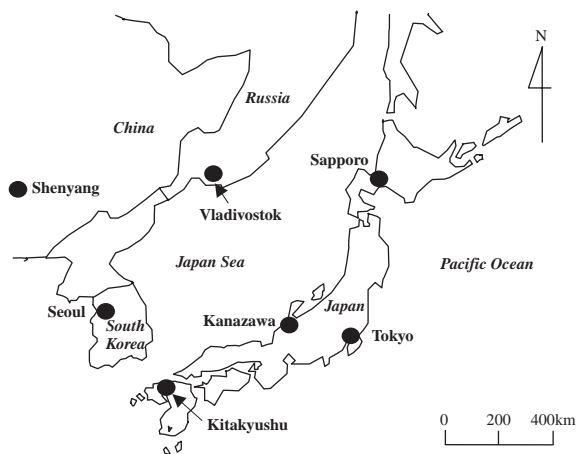 N
Russia
China
Sapporo
Shenyang
Vladivostok
Japan Sea
Pacific Ocean
Seoul
South
Korea
Kanazawa
Japan
Tokyo
Kitakyushu
0 200 400km